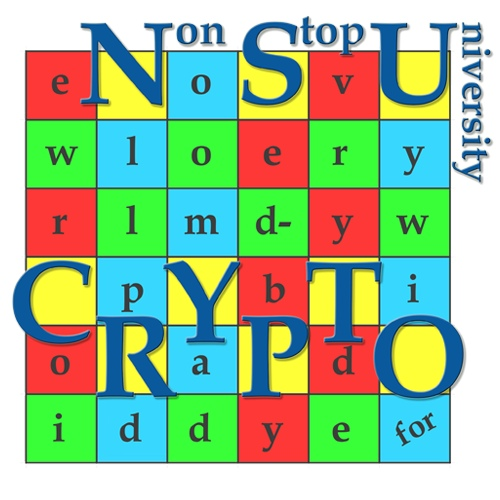 Non Stop University
e o v
w l o e r y
r l m d- y w
CRYPTO
p b i
o a d
i d d y e for